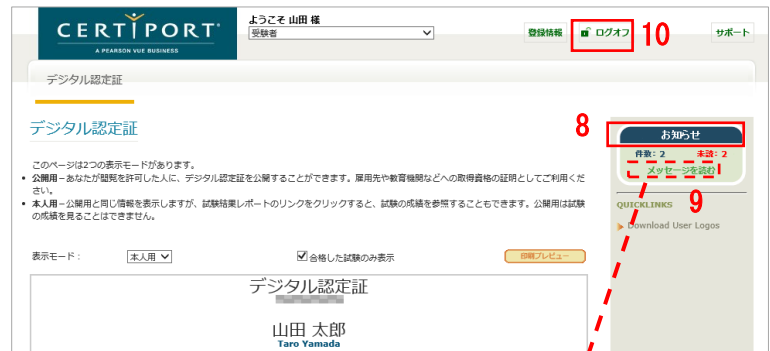 CERTIPORT
A PEARSON VUE BUSINESS
ようこそ 山田 様
受験者
登録情報
ログオフ
10
サポート
デジタル認定証
デジタル認定証
8
お知らせ
件数: 2 未読: 2
メッセージを読む
9
このページは2つの表示モードがあります。
• 公開用－あなたが閲覧を許可した人に、デジタル認定証を公開することができます。雇用先や教育機関などへの取得資格の証明としてご利用くだ
さい。
• 本人用－公開用と同じ情報を表示しますが、試験結果レポートのリンクをクリックすると、試験の成績を参照することもできます。公開用は試験
の成績を見ることはできません。
QUICKLINKS
Download User Logos
表示モード： 本人用 合格した試験のみ表示 印刷プレビュー
デジタル認定証
山田 太郎
Taro Yamada